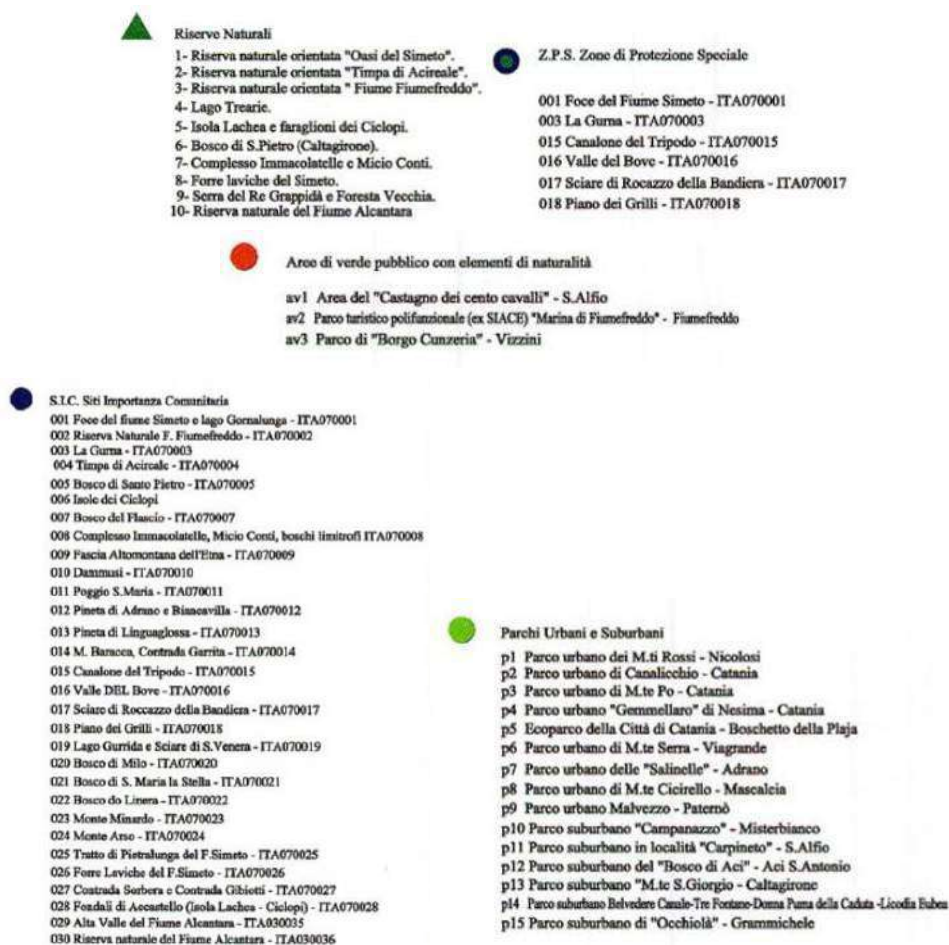 Riserve Naturali
1- Riserva naturale orientata "Oasi del Simeto".
2- Riserva naturale orientata "Timpa di Acireale".
3- Riserva naturale orientata " Fiume Fiumefreddo".
4- Lago Trearie.
5- Isola Lachea e faraglioni dei Ciclopi.
6- Bosco di S.Pietro (Caltagirone).
7- Complesso Immacolatelle e Micio Conti.
8- Forre laviche del Simeto.
9- Serra del Re Grappidà e Foresta Vecchia.
10- Riserva naturale del Fiume Alcantara
Z.P.S. Zone di Protezione Speciale
001 Foce del Fiume Simeto - ITA070001
003 La Gurna - ITA070003
015 Canalone del Tripodo - ITA070015
016 Valle del Bove - ITA070016
017 Sciare di Rocazzo della Bandiera - ITA070017
018 Piano dei Grilli - ITA070018
Aree di verde pubblico con elementi di naturalità
av1 Area del "Castagno dei cento cavalli" - S.Alfio
av2 Parco turistico polifunzionale (ex SIACE) "Marina di Fiumefreddo" - Fiumefreddo
av3 Parco di "Borgo Cunzeria" - Vizzini
S.I.C. Siti Importanza Comunitaria
001 Foce del fiume Simeto e lago Gornalunga - ITA070001
002 Riserva Naturale F. Fiumefreddo - ITA070002
003 La Gurna - ITA070003
004 Timpa di Acireale - ITA070004
005 Bosco di Santo Pietro - ITA070005
006 Isole dei Ciclopi
007 Bosco del Flascio - ITA070007
008 Complesso Immacolatelle, Micio Conti, boschi limitrofi ITA070008
009 Fascia Altomontana dell'Etna - ITA070009
010 Dammusi - ITA070010
011 Poggio S.Maria - ITA070011
012 Pineta di Adrano e Biancavilla - ITA070012
013 Pineta di Linguaglossa - ITA070013
014 M. Baracca, Contrada Garrita - ITA070014
015 Canalone del Tripodo - ITA070015
016 Valle DEL Bove - ITA070016
017 Sciare di Roccazzo della Bandiera - ITA070017
018 Piano dei Grilli - ITA070018
019 Lago Gurrida e Sciare di S.Venera - ITA070019
020 Bosco di Milo - ITA070020
021 Bosco di S. Maria la Stella - ITA070021
022 Bosco do Linera - ITA070022
023 Monte Minardo - ITA070023
024 Monte Arso - ITA070024
025 Tratto di Pietralunga del F.Simeto - ITA070025
026 Forre Laviche del F.Simeto - ITA070026
027 Contrada Sorbera e Contrada Gibiotti - ITA070027
028 Fondali di Accastello (isola Lachea - Ciclopi) - ITA070028
029 Alta Valle del Fiume Alcantara - ITA030035
030 Riserva naturale del Fiume Alcantara - ITA030036
Parchi Urbani e Suburbani
p1 Parco urbano dei M.ti Rossi - Nicolosi
p2 Parco urbano di Canalicchio - Catania
p3 Parco urbano di M.te Po - Catania
p4 Parco urbano "Gemmellaro" di Nesima - Catania
p5 Ecoparco della Città di Catania - Boschetto della Plaja
p6 Parco urbano di M.te Serra - Viagrande
p7 Parco urbano delle "Salinelle" - Adrano
p8 Parco urbano di M.te Cicirello - Mascalcia
p9 Parco urbano Malvezzo - Paternò
p10 Parco suburbano "Campanazzo" - Misterbianco
p11 Parco suburbano in località "Carpineto" - S.Alfio
p12 Parco suburbano del "Bosco di Aci" - Aci S.Antonio
p13 Parco suburbano "M.te S.Giorgio - Caltagirone
p14 Parco suburbano Belvedere Canale-Tre Fontane-Donna Puma della Caduta -Licodia Eubea
p15 Parco suburbano di "Occhiolà" - Grammichele